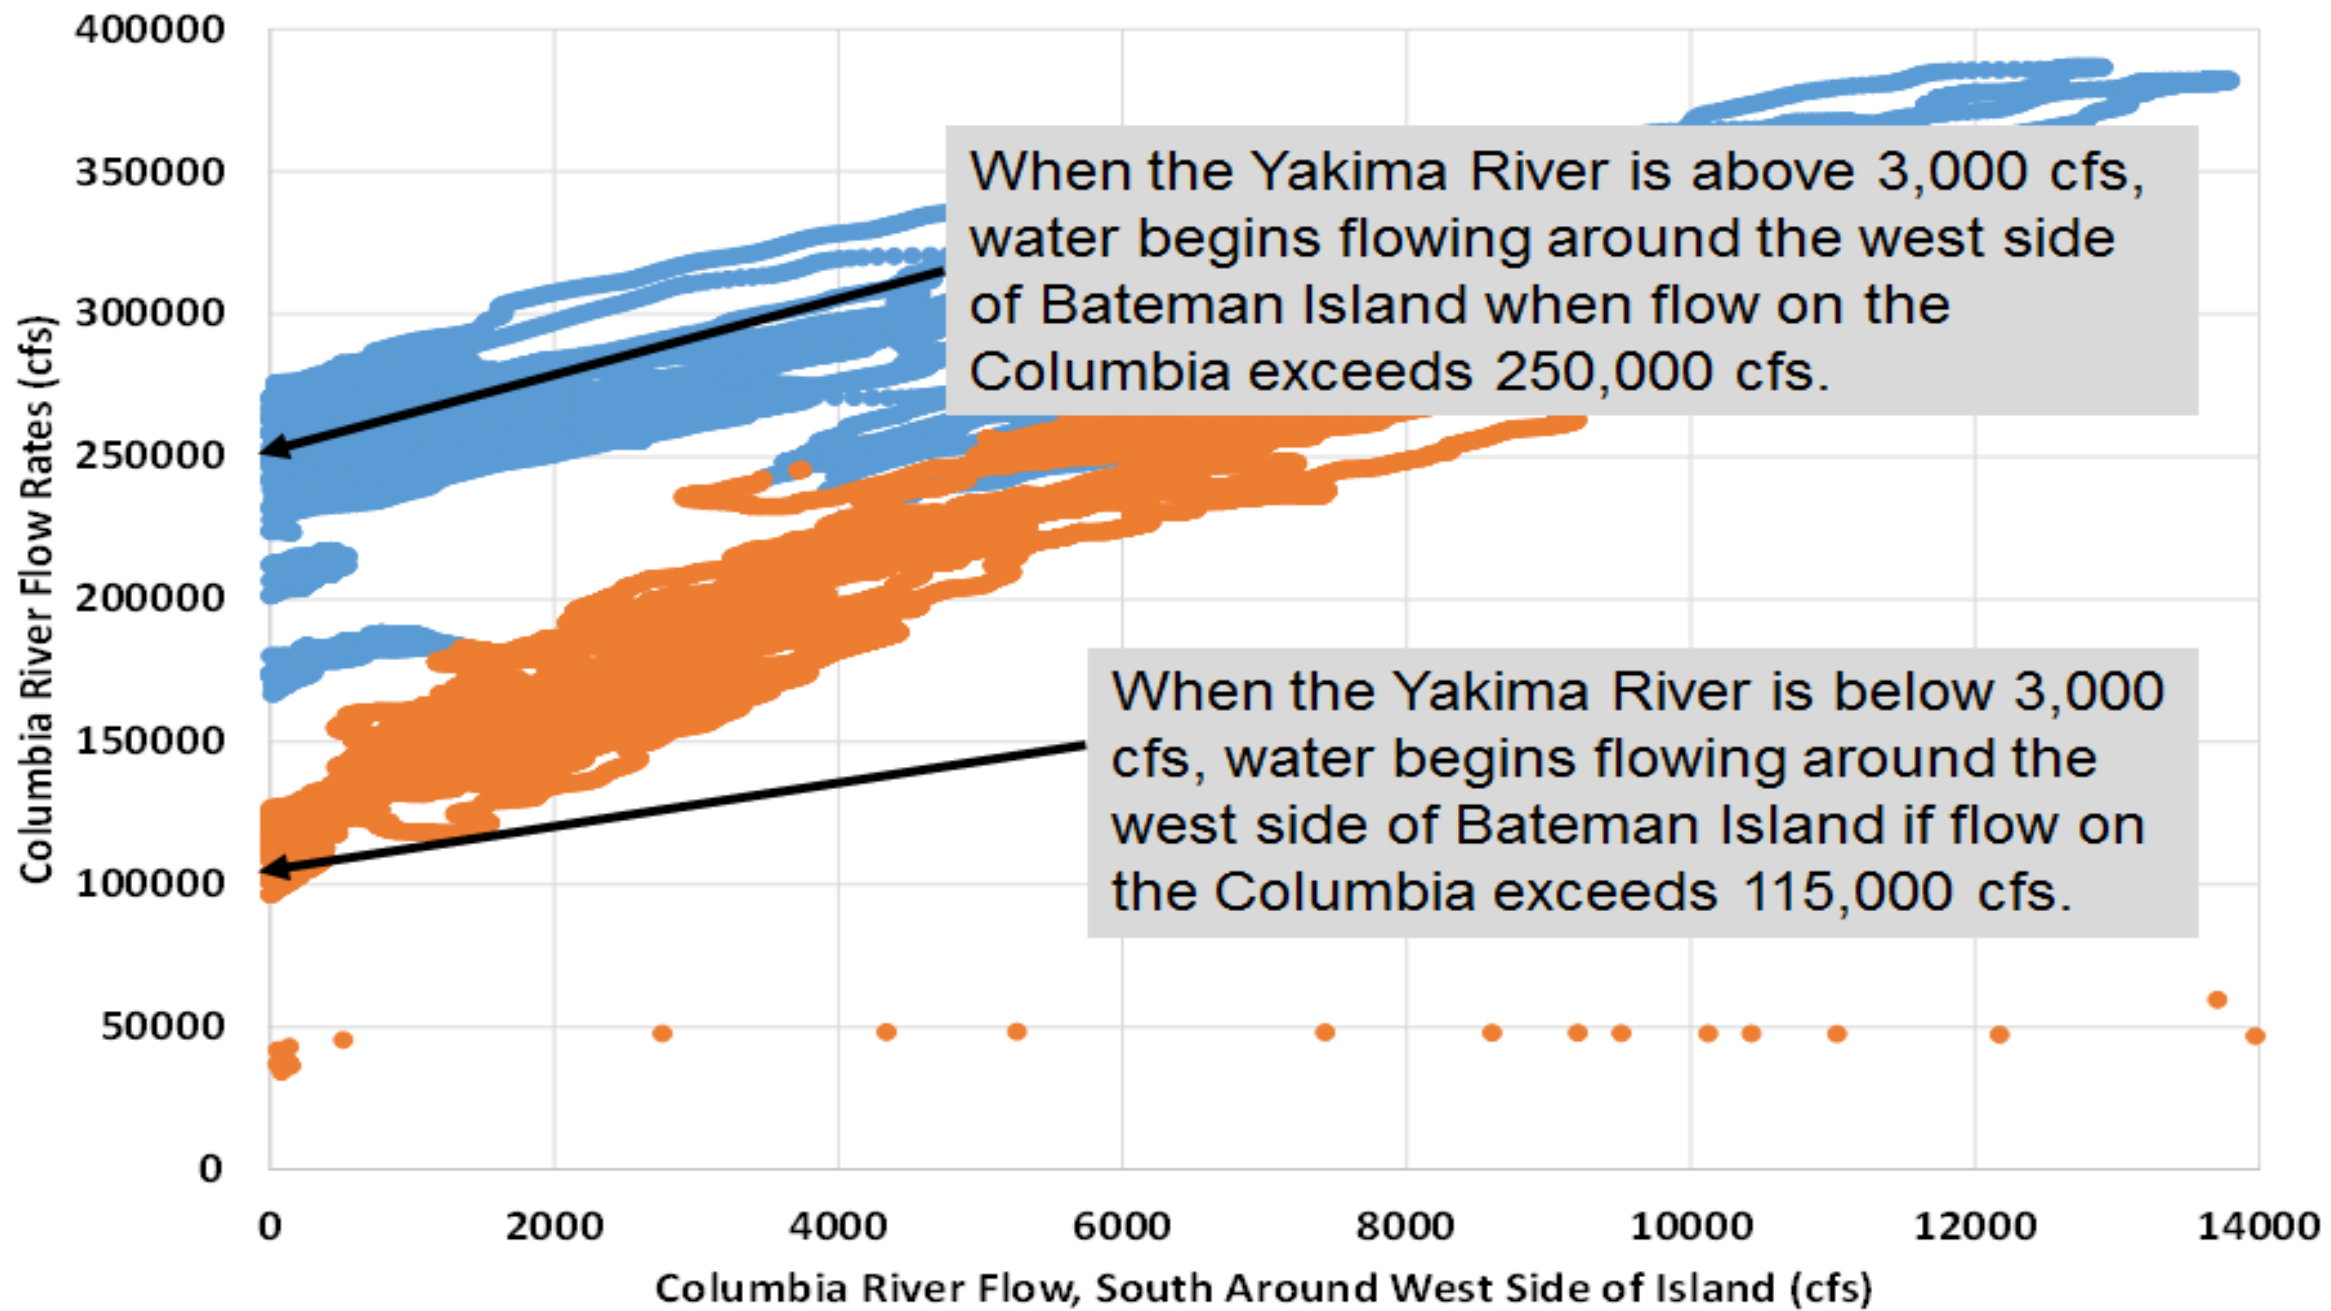 400000
350000
300000
250000
200000
150000
100000
50000
0
Columbia River Flow Rates (cfs)
When the Yakima River is above 3,000 cfs,
water begins flowing around the west side
of Bateman Island when flow on the
Columbia exceeds 250,000 cfs.
When the Yakima River is below 3,000
cfs, water begins flowing around the
west side of Bateman Island if flow on
the Columbia exceeds 115,000 cfs.
0 2000 4000 6000 8000 10000 12000 14000
Columbia River Flow, South Around West Side of Island (cfs)